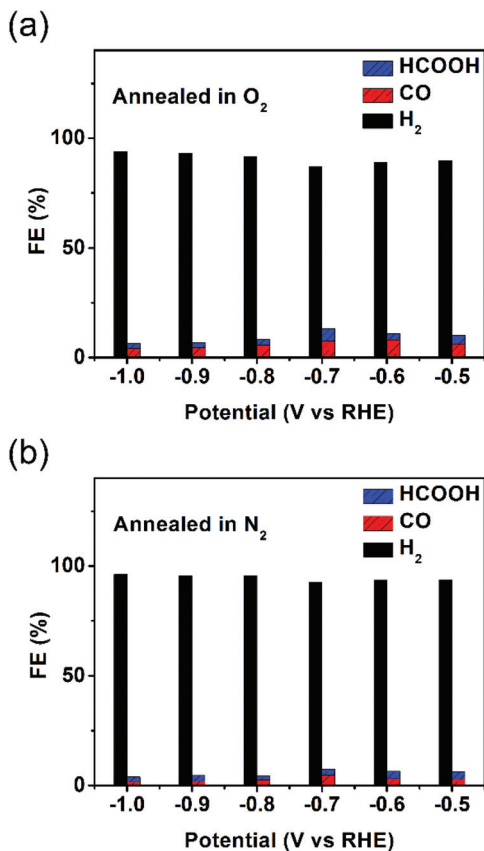 (a)
Annealed in O₂
HCOOH
CO
H₂
FE (%)
100
50
0
-1.0 -0.9 -0.8 -0.7 -0.6 -0.5
Potential (V vs RHE)
(b)
Annealed in N₂
HCOOH
CO
H₂
FE (%)
100
50
0
-1.0 -0.9 -0.8 -0.7 -0.6 -0.5
Potential (V vs RHE)